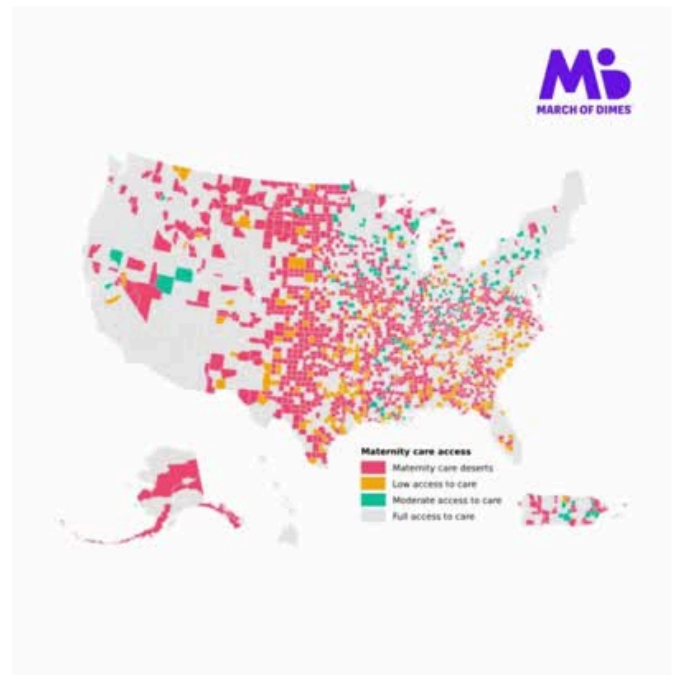 MARCH OF DIMES
Maternity care access
Maternity care deserts
Low access to care
Moderate access to care
Full access to care